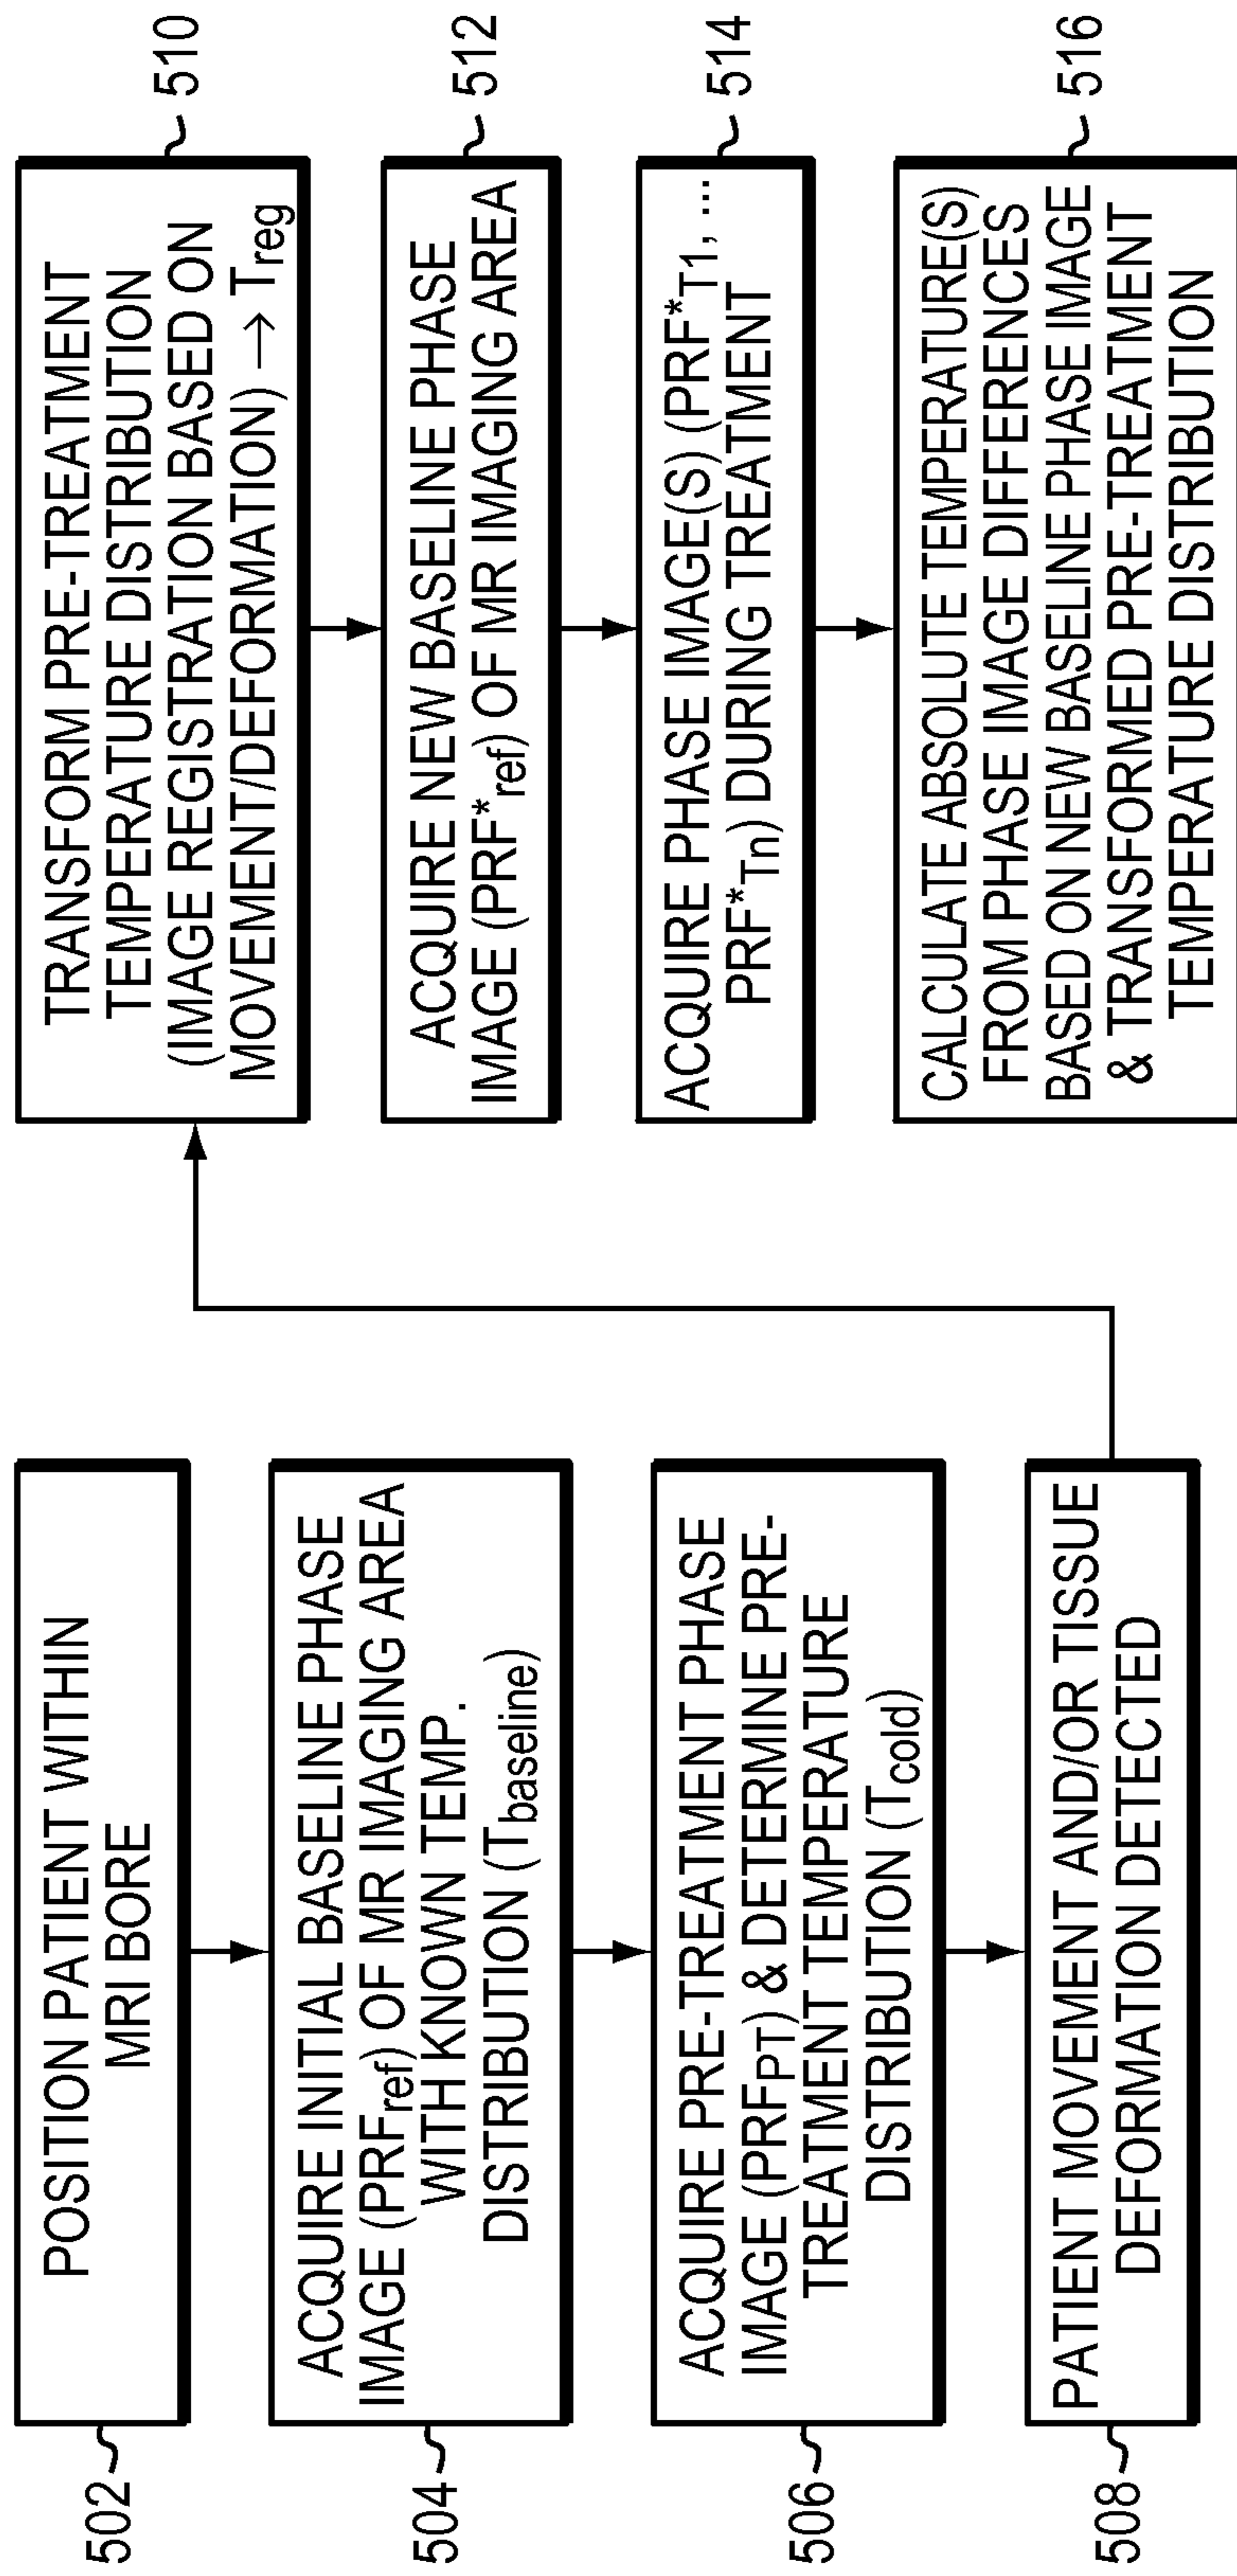 502
POSITION PATIENT WITHIN
MRI BORE
504
ACQUIRE INITIAL BASELINE PHASE
IMAGE (PRFref) OF MR IMAGING AREA
WITH KNOWN TEMP.
DISTRIBUTION (Tbaseline)
506
ACQUIRE PRE-TREATMENT PHASE
IMAGE (PRFPT) & DETERMINE PRE-
TREATMENT TEMPERATURE
DISTRIBUTION (Tcold)
508
PATIENT MOVEMENT AND/OR TISSUE
DEFORMATION DETECTED
510
TRANSFORM PRE-TREATMENT
TEMPERATURE DISTRIBUTION
(IMAGE REGISTRATION BASED ON
MOVEMENT/DEFORMATION) → Treg
512
ACQUIRE NEW BASELINE PHASE
IMAGE (PRF*ref) OF MR IMAGING AREA
514
ACQUIRE PHASE IMAGE(S) (PRF*T1, ...
PRF*Tn) DURING TREATMENT
516
CALCULATE ABSOLUTE TEMPERATURE(S)
FROM PHASE IMAGE DIFFERENCES
BASED ON NEW BASELINE PHASE IMAGE
& TRANSFORMED PRE-TREATMENT
TEMPERATURE DISTRIBUTION